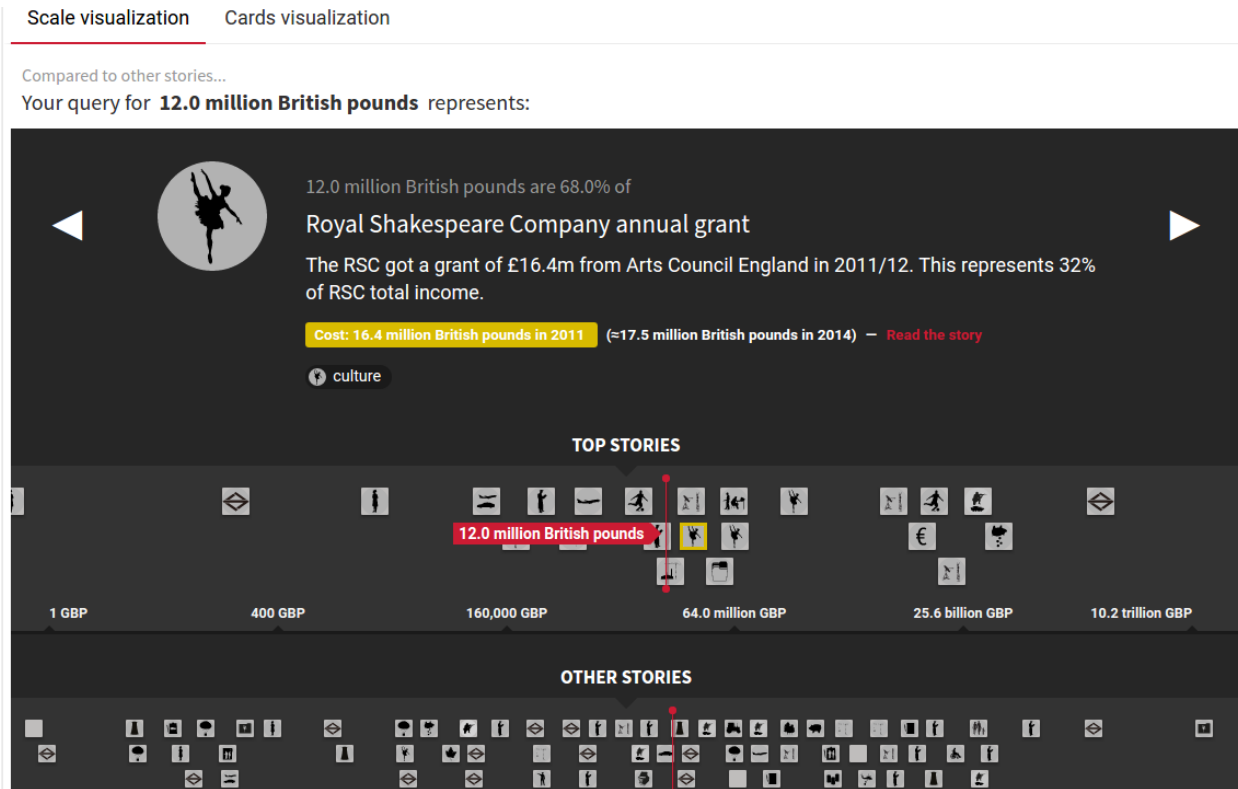 Scale visualization Cards visualization
Compared to other stories...
Your query for 12.0 million British pounds represents:
12.0 million British pounds are 68.0% of
Royal Shakespeare Company annual grant
The RSC got a grant of £16.4m from Arts Council England in 2011/12. This represents 32%
of RSC total income.
Cost: 16.4 million British pounds in 2011 (≈17.5 million British pounds in 2014) — Read the story
culture
TOP STORIES
12.0 million British pounds
€
1 GBP 400 GBP 160,000 GBP 64.0 million GBP 25.6 billion GBP 10.2 trillion GBP
OTHER STORIES